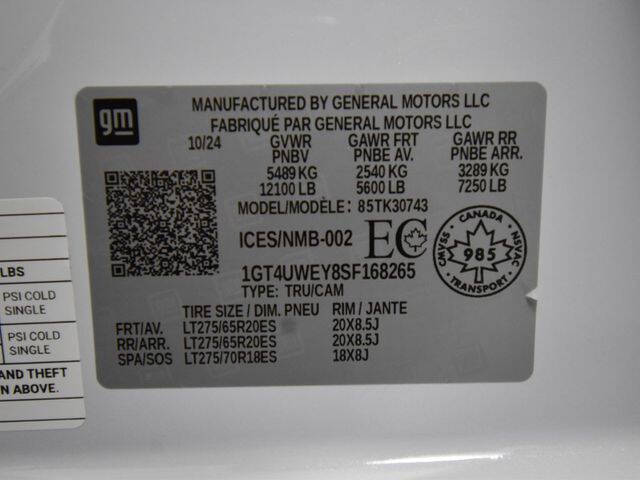 gm
MANUFACTURED BY GENERAL MOTORS LLC
FABRIQUÉ PAR GENERAL MOTORS LLC
10/24 GVWR GAWR FRT GAWR RR
PNBV PNBE AV. PNBE ARR.
5489 KG 2540 KG 3289 KG
12100 LB 5600 LB 7250 LB
MODEL/MODÈLE: 85TK30743
ICES/NMB-002 EC
CANADA
CMVSS 985 NSVAC
1GT4UWEY8SF168265
TYPE: TRU/CAM
TIRE SIZE / DIM. PNEU RIM / JANTE
FRT/AV. LT275/65R20ES 20X8.5J
RR/ARR. LT275/65R20ES 20X8.5J
SPA/SOS LT275/70R18ES 18X8J
LBS
PSI COLD
SINGLE
PSI COLD
SINGLE
AND THEFT
N ABOVE.